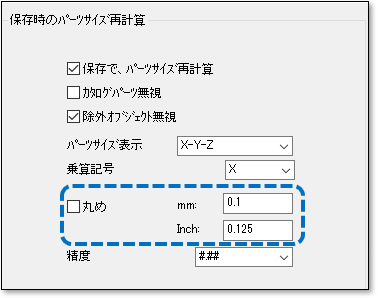 保存時のパーツサイズ再計算
保存で、パーツサイズ再計算
カタログパーツ無視
除外オブジェクト無視
パーツサイズ表示 X-Y-Z
乗算記号 X
丸め mm: 0.1
Inch: 0.125
精度 #.##